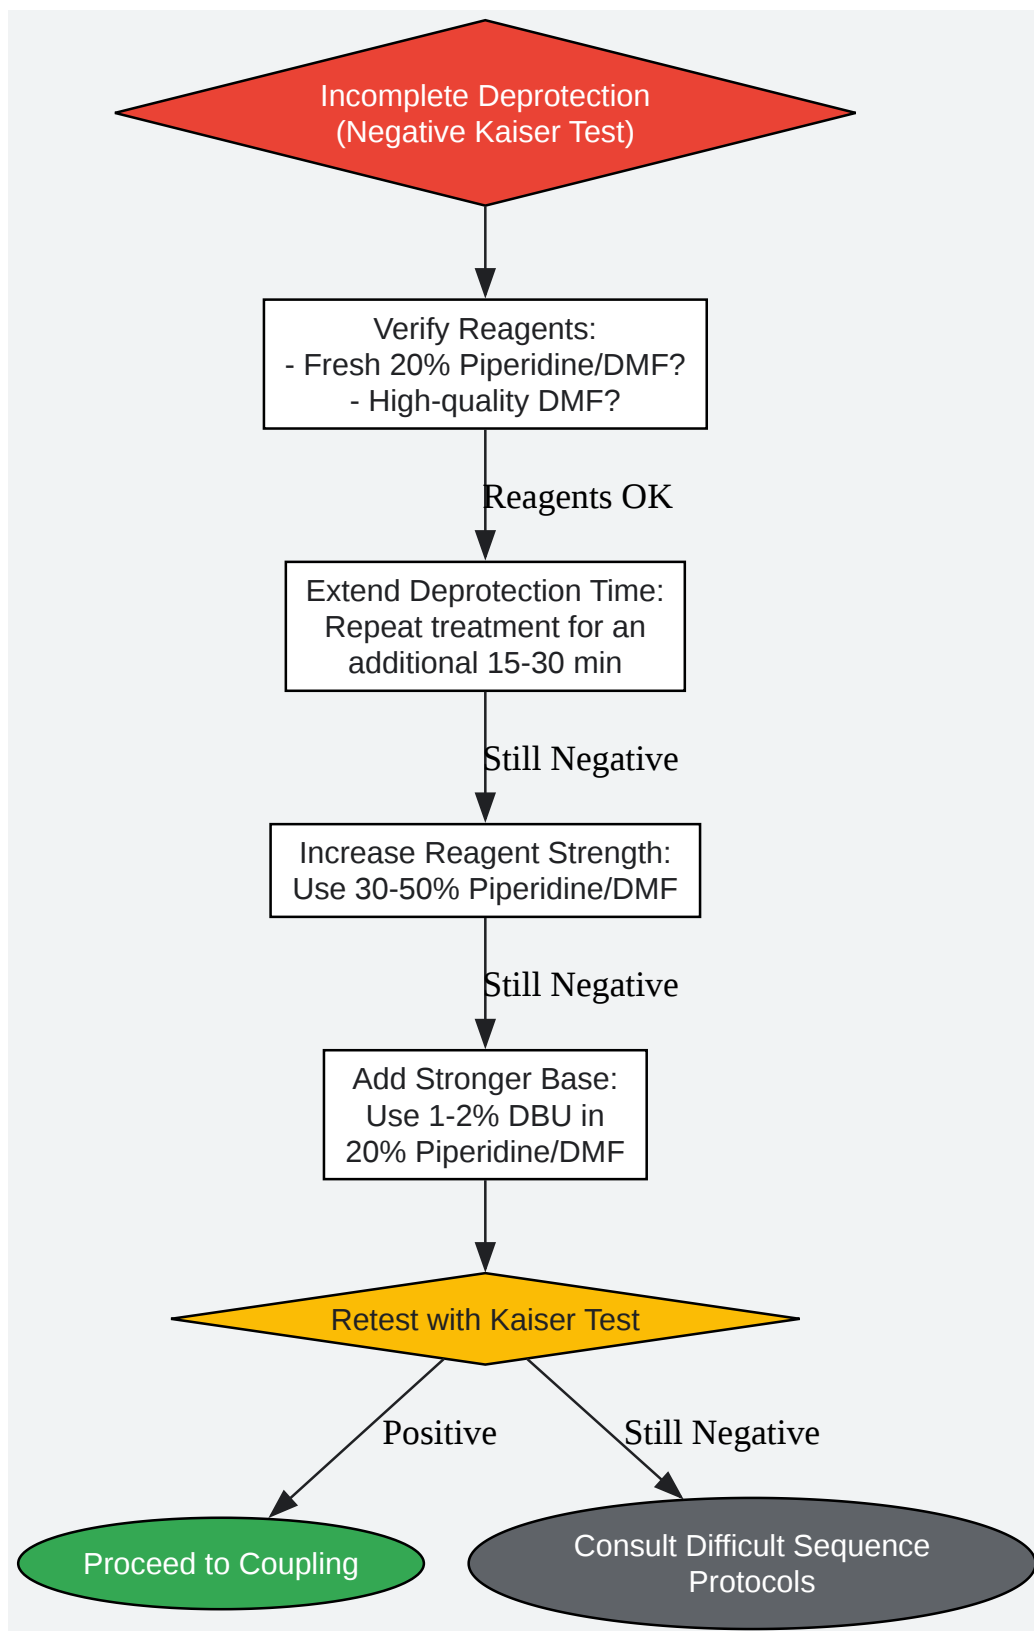 Incomplete Deprotection
(Negative Kaiser Test)
Verify Reagents:
- Fresh 20% Piperidine/DMF?
- High-quality DMF?
Reagents OK
Extend Deprotection Time:
Repeat treatment for an
additional 15-30 min
Still Negative
Increase Reagent Strength:
Use 30-50% Piperidine/DMF
Still Negative
Add Stronger Base:
Use 1-2% DBU in
20% Piperidine/DMF
Retest with Kaiser Test
Positive
Still Negative
Proceed to Coupling
Consult Difficult Sequence
Protocols